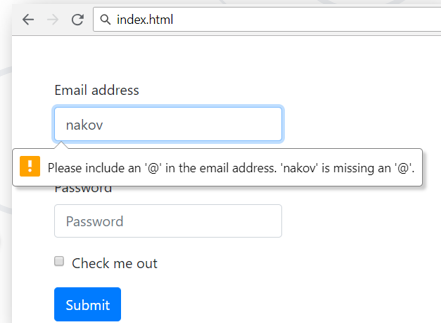 index.html
Email address
nakov
Please include an '@' in the email address. 'nakov' is missing an '@'.
Password
Password
Check me out
Submit